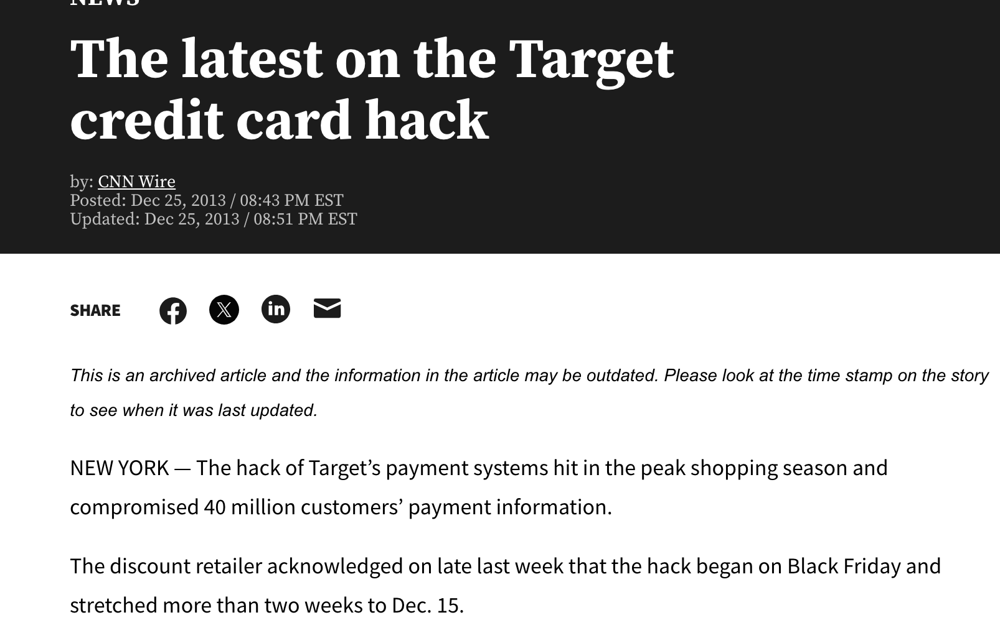 NEWS
The latest on the Target
credit card hack
by: CNN Wire
Posted: Dec 25, 2013 / 08:43 PM EST
Updated: Dec 25, 2013 / 08:51 PM EST
SHARE
This is an archived article and the information in the article may be outdated. Please look at the time stamp on the story
to see when it was last updated.
NEW YORK — The hack of Target’s payment systems hit in the peak shopping season and
compromised 40 million customers’ payment information.
The discount retailer acknowledged on late last week that the hack began on Black Friday and
stretched more than two weeks to Dec. 15.